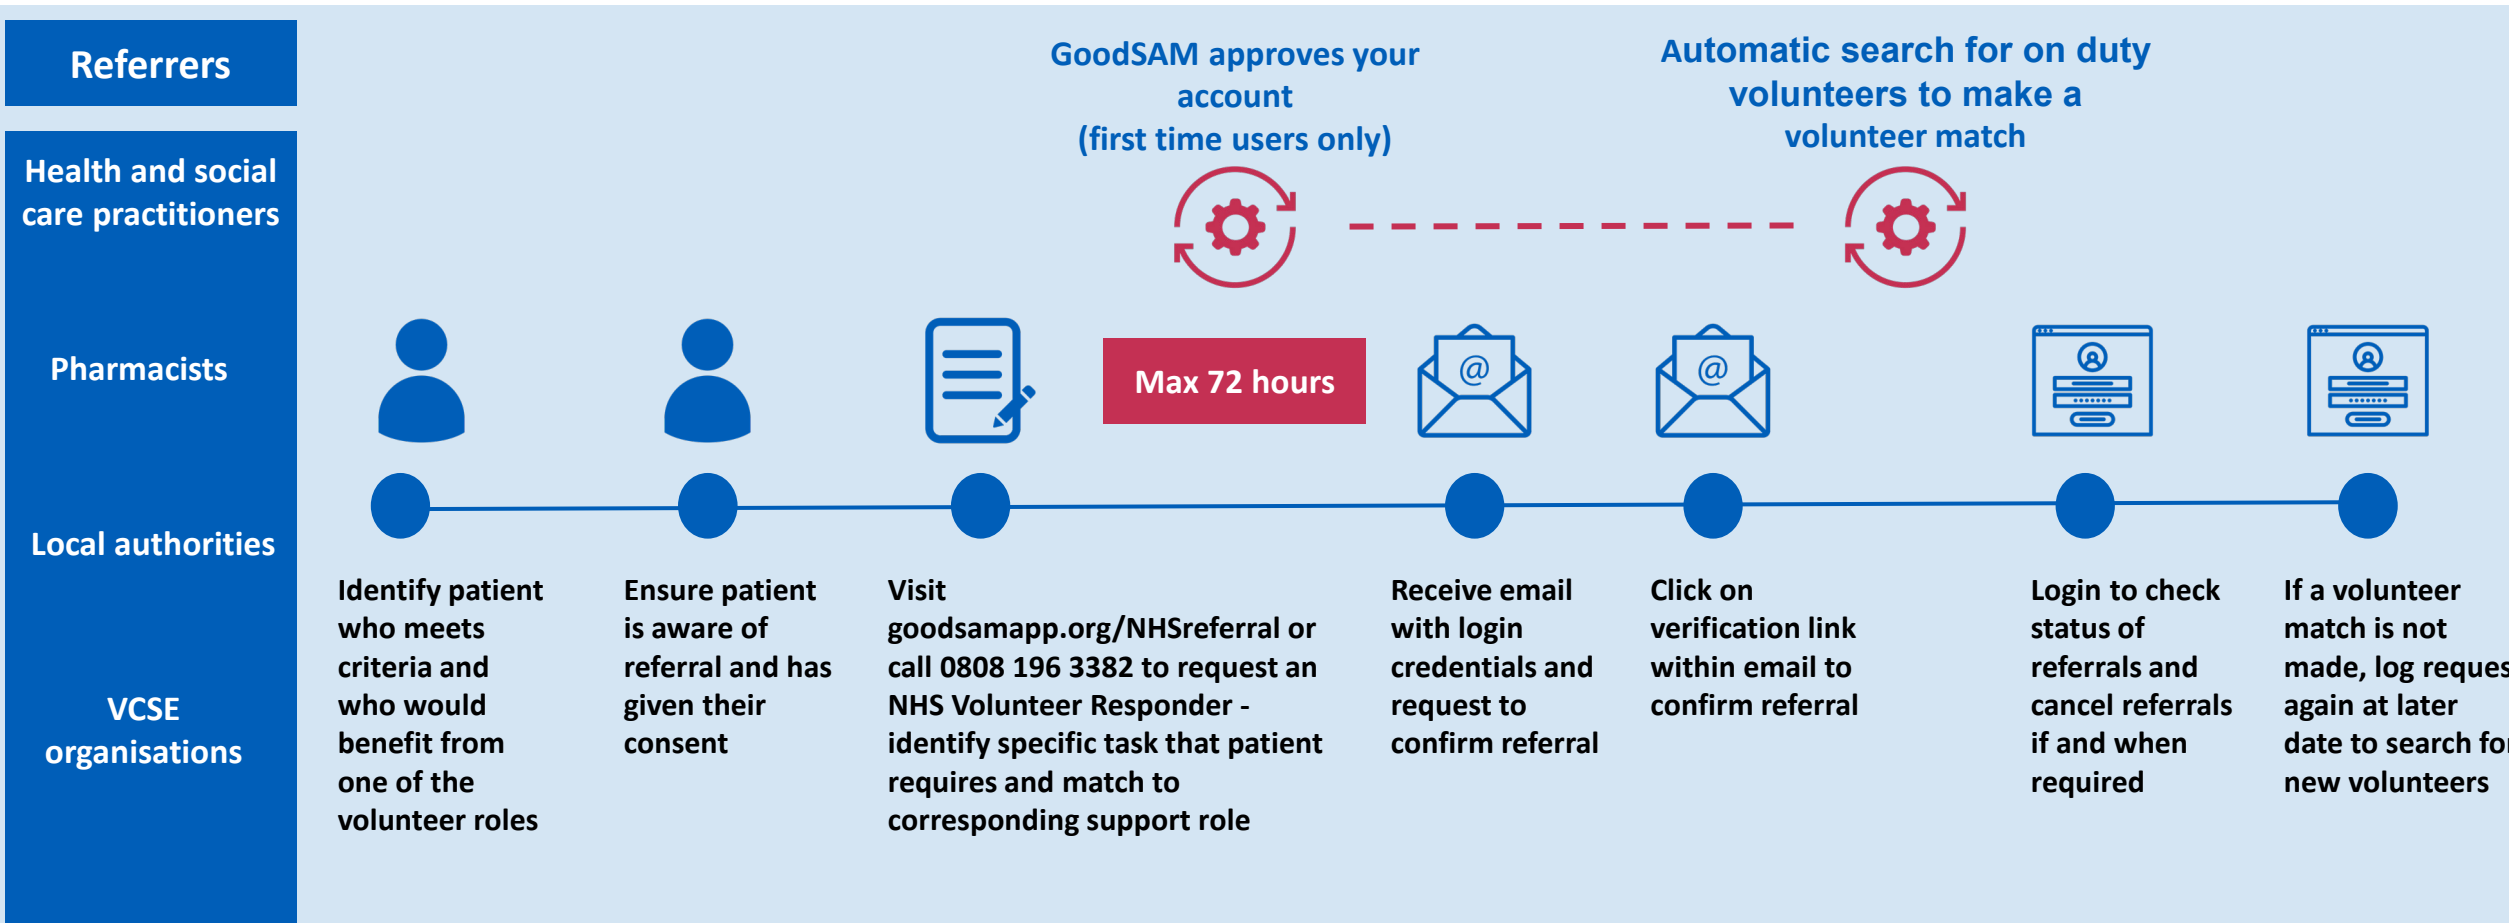 Referrers
Health and social
care practitioners
Pharmacists
Local authorities
VCSE
organisations
GoodSAM approves your
account
(first time users only)
Automatic search for on duty
volunteers to make a
volunteer match
Max 72 hours
@
@
Identify patient
who meets
criteria and
who would
benefit from
one of the
volunteer roles
Ensure patient
is aware of
referral and has
given their
consent
Visit
goodsamapp.org/NHSreferral or
call 0808 196 3382 to request an
NHS Volunteer Responder -
identify specific task that patient
requires and match to
corresponding support role
Receive email
with login
credentials and
request to
confirm referral
Click on
verification link
within email to
confirm referral
Login to check
status of
referrals and
cancel referrals
if and when
required
If a volunteer
match is not
made, log reques
again at later
date to search for
new volunteers